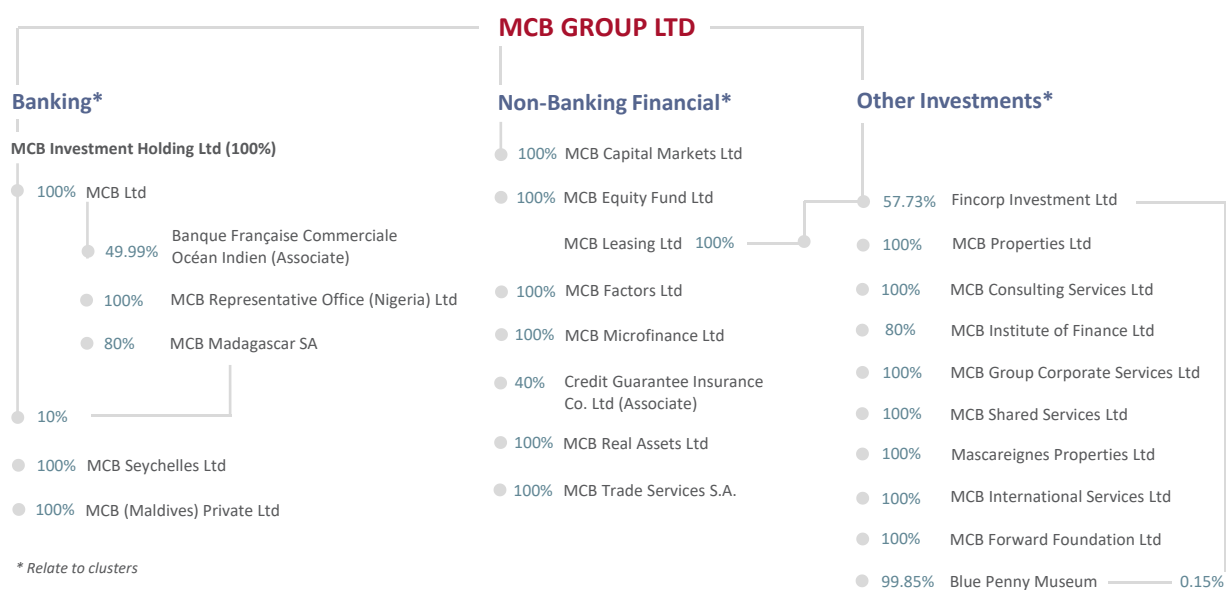 MCB GROUP LTD
Banking*
MCB Investment Holding Ltd (100%)
100% MCB Ltd
49.99% Banque Française Commerciale
Océan Indien (Associate)
100% MCB Representative Office (Nigeria) Ltd
80% MCB Madagascar SA
10%
100% MCB Seychelles Ltd
100% MCB (Maldives) Private Ltd
* Relate to clusters
Non-Banking Financial*
100% MCB Capital Markets Ltd
100% MCB Equity Fund Ltd
MCB Leasing Ltd 100%
100% MCB Factors Ltd
100% MCB Microfinance Ltd
40% Credit Guarantee Insurance
Co. Ltd (Associate)
100% MCB Real Assets Ltd
100% MCB Trade Services S.A.
Other Investments*
57.73% Fincorp Investment Ltd
100% MCB Properties Ltd
100% MCB Consulting Services Ltd
80% MCB Institute of Finance Ltd
100% MCB Group Corporate Services Ltd
100% MCB Shared Services Ltd
100% Mascareignes Properties Ltd
100% MCB International Services Ltd
100% MCB Forward Foundation Ltd
99.85% Blue Penny Museum 0.15%